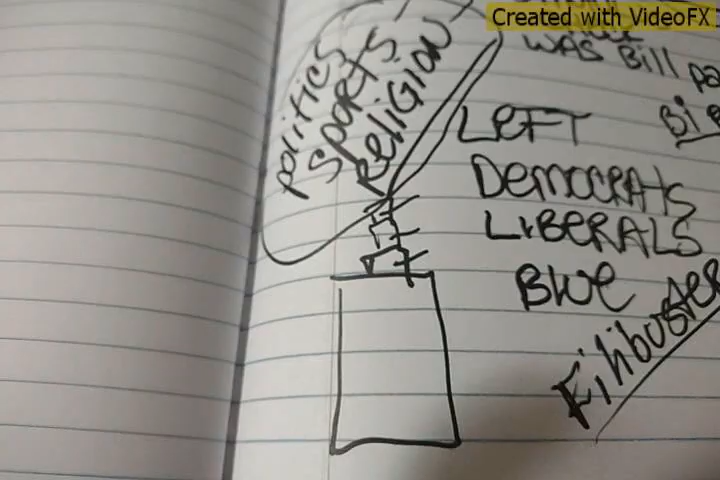 Created with VideoFX
WAS Bill
politics
sports
Religion
LEFT
DEMOCRATS
LIBERALS
Blue
Filibuster